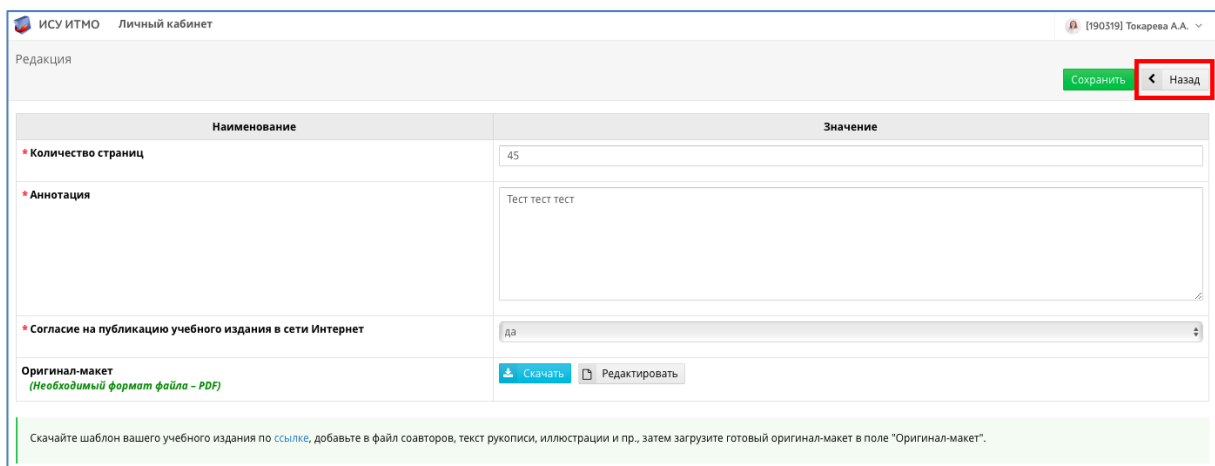 ИСУ ИТМО Личный кабинет [190319] Токарева А.А.
Редакция
Сохранить Назад
Наименование Значение
* Количество страниц 45
* Аннотация Тест тест тест
* Согласие на публикацию учебного издания в сети Интернет да
Оригинал-макет
(Необходимый формат файла – PDF) Скачать Редактировать
Скачайте шаблон вашего учебного издания по ссылке, добавьте в файл соавторов, текст рукописи, иллюстрации и пр., затем загрузите готовый оригинал-макет в поле "Оригинал-макет".